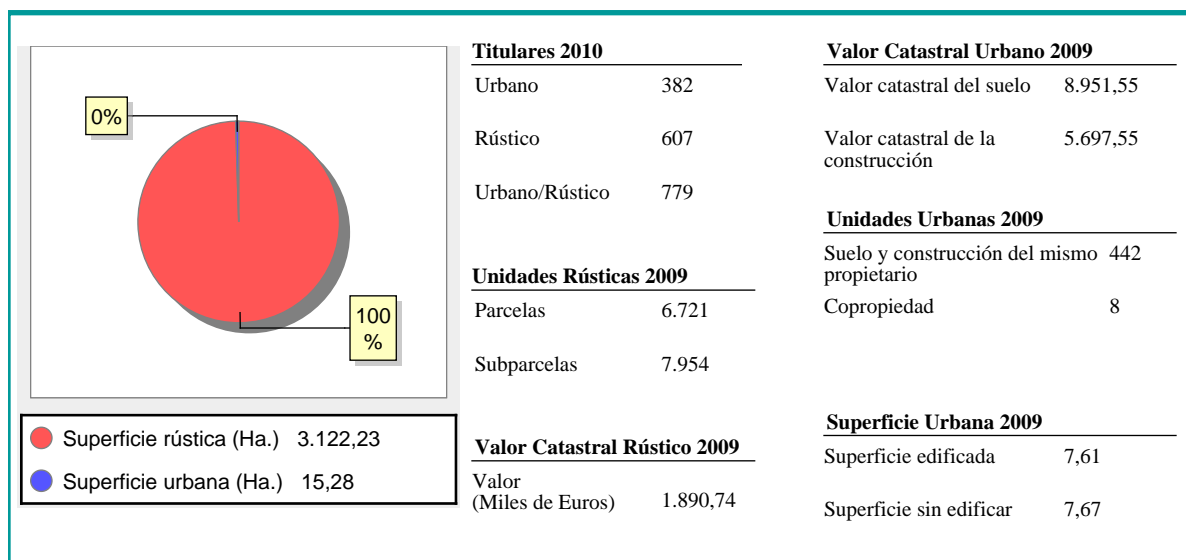 0%
100
%
Superficie rústica (Ha.) 3.122,23
Superficie urbana (Ha.) 15,28
Titulares 2010
Urbano 382
Rústico 607
Urbano/Rústico 779
Unidades Rústicas 2009
Parcelas 6.721
Subparcelas 7.954
Valor Catastral Rústico 2009
Valor
(Miles de Euros) 1.890,74
Valor Catastral Urbano 2009
Valor catastral del suelo 8.951,55
Valor catastral de la 5.697,55
construcción
Unidades Urbanas 2009
Suelo y construcción del mismo 442
propietario
Copropiedad 8
Superficie Urbana 2009
Superficie edificada 7,61
Superficie sin edificar 7,67